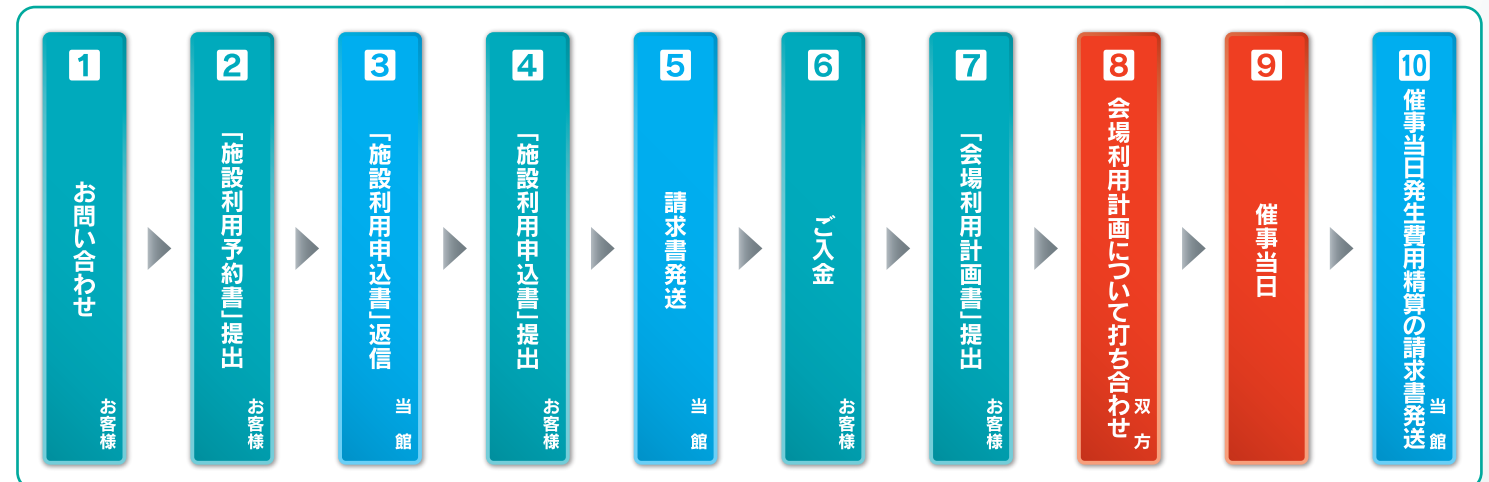 1
お問い合わせ
お客様
2
「施設利用予約書」提出
お客様
3
「施設利用申込書」返信
当館
4
「施設利用申込書」提出
お客様
5
請求書発送
当館
6
ご入金
お客様
7
「会場利用計画書」提出
お客様
8
会場利用計画について打ち合わせ
双方
9
催事当日
10
催事当日発生費用精算の請求書発送
当館